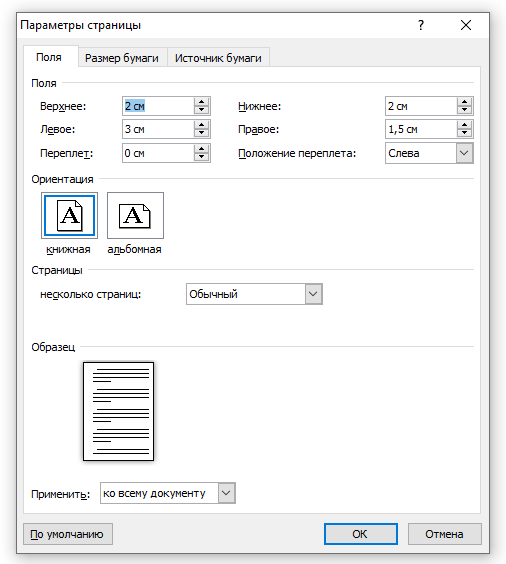 Параметры страницы ?
Поля Размер бумаги Источник бумаги
Поля
Верхнее: 2 см Нижнее: 2 см
Левое: 3 см Правое: 1,5 см
Переплет: 0 см Положение переплета: Слева
Ориентация
A A
книжная альбомная
Страницы
несколько страниц: Обычный
Образец
Применить: ко всему документу
По умолчанию ОК Отмена